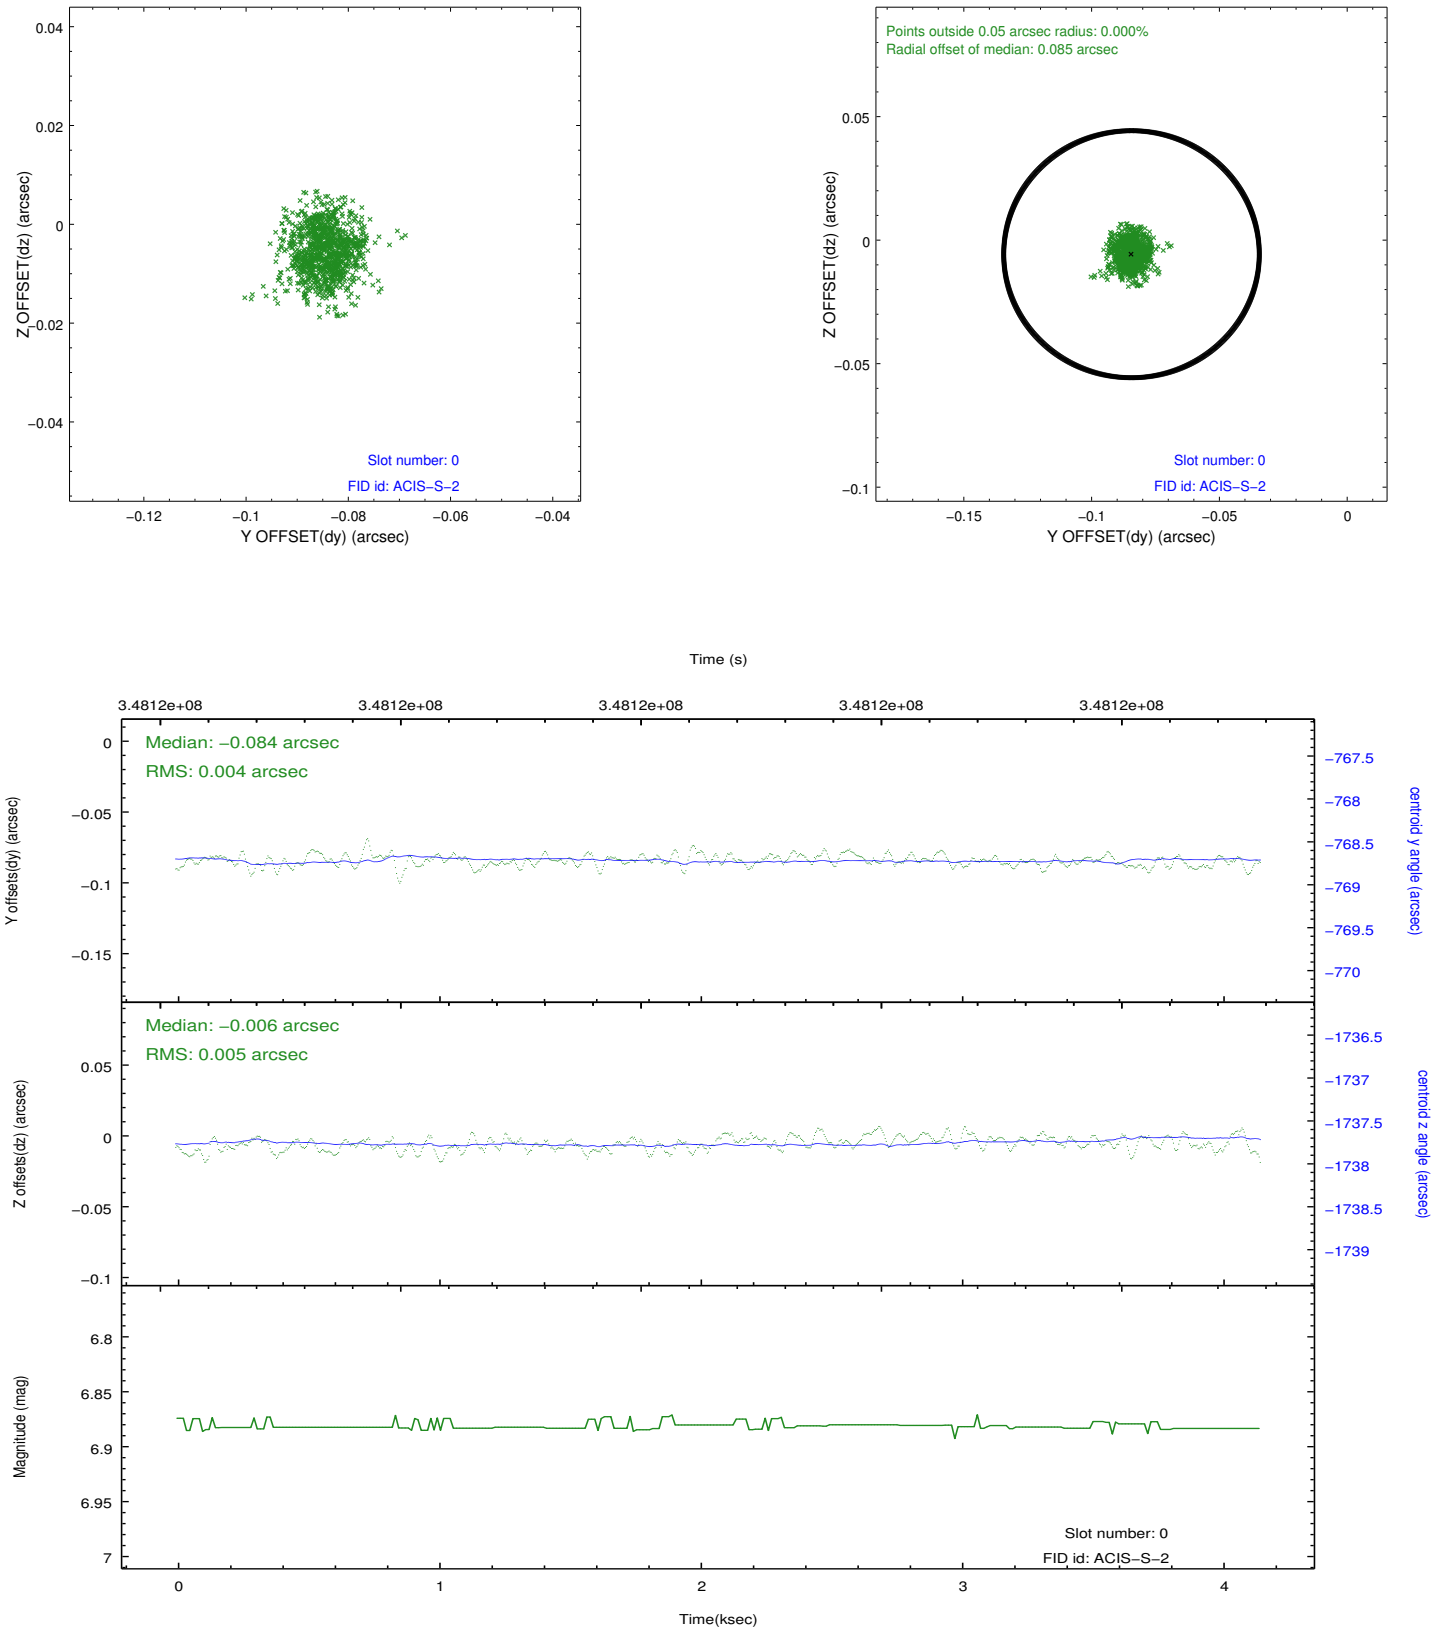 0.04
0.02
0
−0.02
−0.04
Z OFFSET(dz) (arcsec)
Slot number: 0
FID id: ACIS−S−2
−0.12 −0.1 −0.08 −0.06 −0.04
Y OFFSET(dy) (arcsec)
Points outside 0.05 arcsec radius: 0.000%
Radial offset of median: 0.085 arcsec
0.05
0
−0.05
−0.1
Z OFFSET(dz) (arcsec)
Slot number: 0
FID id: ACIS−S−2
−0.15 −0.1 −0.05 0
Y OFFSET(dy) (arcsec)
Time (s)
3.4812e+08 3.4812e+08 3.4812e+08 3.4812e+08 3.4812e+08
Median: −0.084 arcsec
RMS: 0.004 arcsec
0
−0.05
−0.1
−0.15
Y offsets(dy) (arcsec)
−767.5
−768
−768.5
−769
−769.5
−770
centroid y angle (arcsec)
Median: −0.006 arcsec
RMS: 0.005 arcsec
0.05
0
−0.05
−0.1
Z offsets(dz) (arcsec)
−1736.5
−1737
−1737.5
−1738
−1738.5
−1739
centroid z angle (arcsec)
6.8
6.85
6.9
6.95
7
Magnitude (mag)
Slot number: 0
FID id: ACIS−S−2
0 1 2 3 4
Time(ksec)